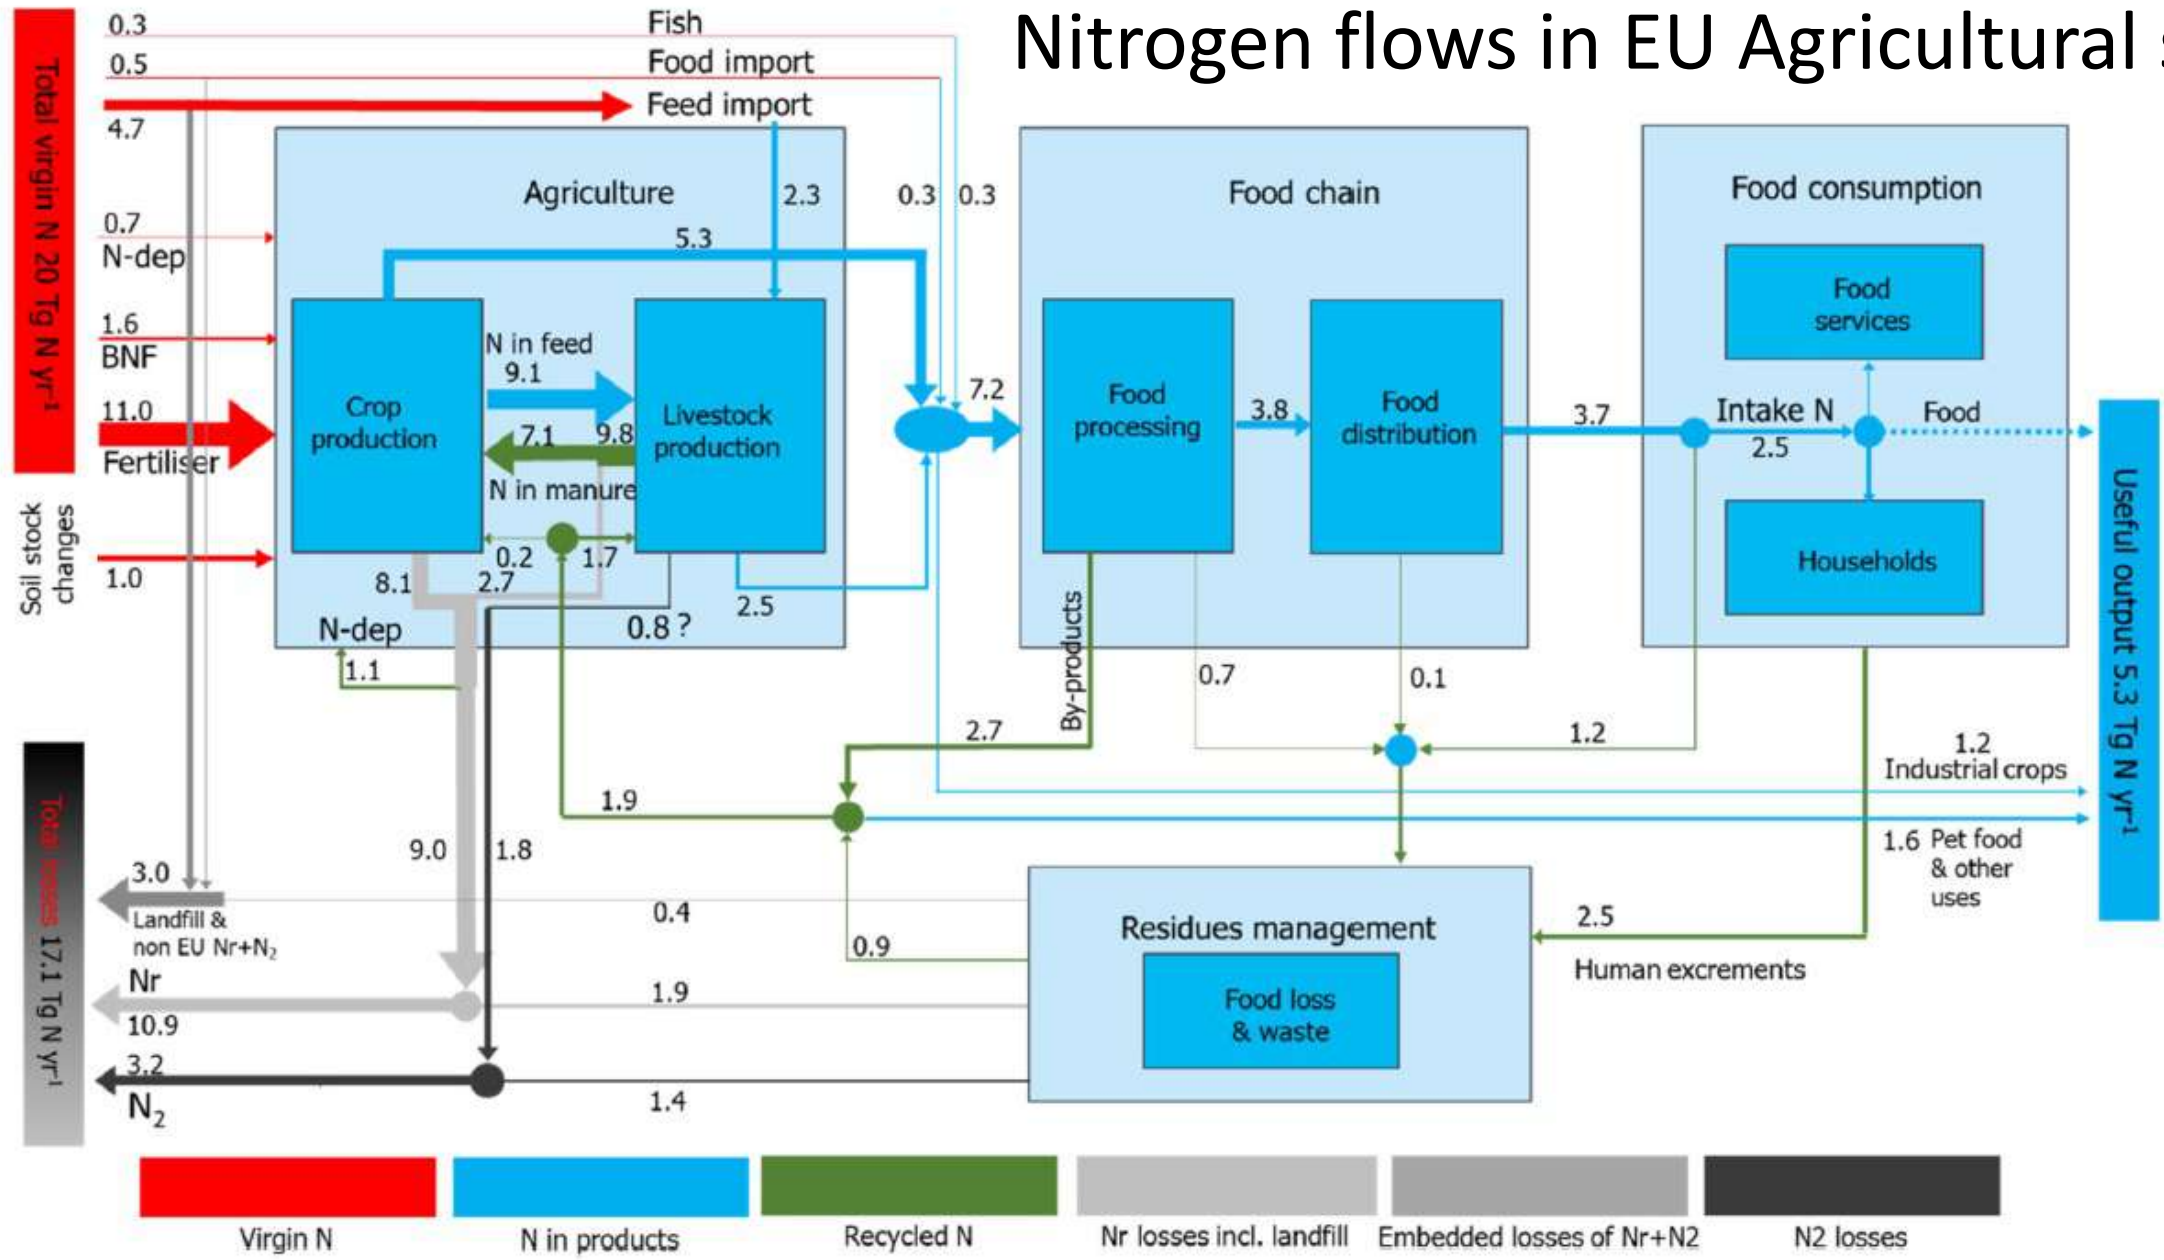 Nitrogen flows in EU Agricultural s
Total virgin N 20 Tg N yr⁻¹
0.3
Fish
0.5
Food import
Feed import
4.7
0.7
N-dep
1.6
BNF
11.0
Fertiliser
Soil stock
changes
1.0
Agriculture
2.3
0.3
0.3
5.3
Crop
production
N in feed
9.1
7.1
9.8
N in manure
Livestock
production
0.2
1.7
8.1
2.7
2.5
N-dep
0.8 ?
1.1
7.2
Food chain
Food
processing
3.8
Food
distribution
3.7
Food consumption
Food
services
Intake N
2.5
Food
Households
Useful output 5.3 Tg N yr⁻¹
By-products
0.7
0.1
2.7
1.2
1.2
Industrial crops
1.9
1.6 Pet food
& other
uses
9.0
1.8
Total losses 17.1 Tg N yr⁻¹
3.0
Landfill &
non EU Nr+N₂
0.4
Nr
10.9
0.9
1.9
3.2
N₂
1.4
Residues management
Food loss
& waste
2.5
Human excrements
Virgin N
N in products
Recycled N
Nr losses incl. landfill
Embedded losses of Nr+N2
N2 losses